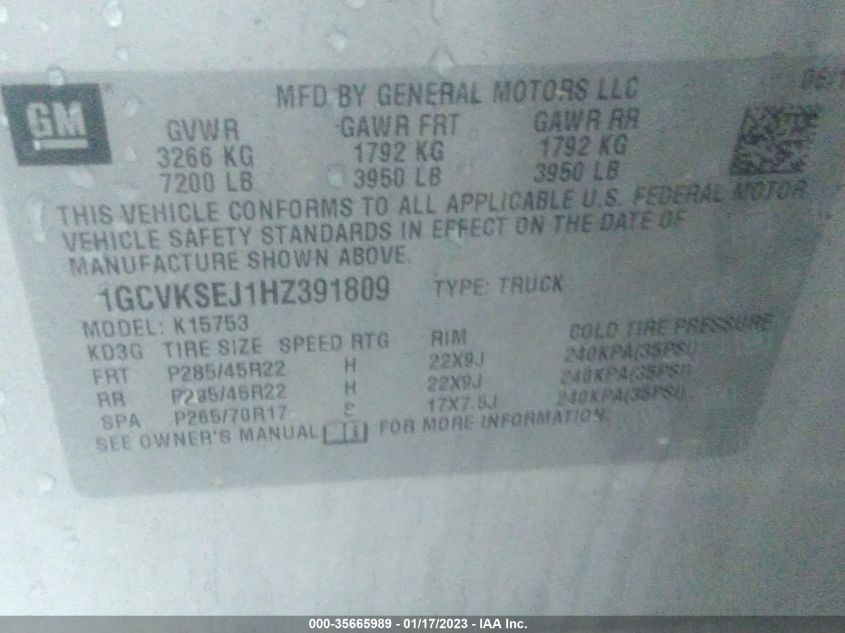 MFD BY GENERAL MOTORS LLC
GM
GVWR GAWR FRT GAWR RR
3266 KG 1792 KG 1792 KG
7200 LB 3950 LB 3950 LB
THIS VEHICLE CONFORMS TO ALL APPLICABLE U.S. FEDERAL MOTOR
VEHICLE SAFETY STANDARDS IN EFFECT ON THE DATE OF
MANUFACTURE SHOWN ABOVE.
1GCVKSEJ1HZ391809 TYPE: TRUCK
MODEL: K15753
KD3G TIRE SIZE SPEED RTG RIM COLD TIRE PRESSURE
FRT P285/45R22 H 22X9J 240KPA(35PSI)
RR P285/45R22 H 22X9J 240KPA(35PSI)
SPA P265/70R17 17X7.5J 240KPA(35PSI)
SEE OWNER'S MANUAL FOR MORE INFORMATION.
000-35665989 - 01/17/2023 - IAA Inc.